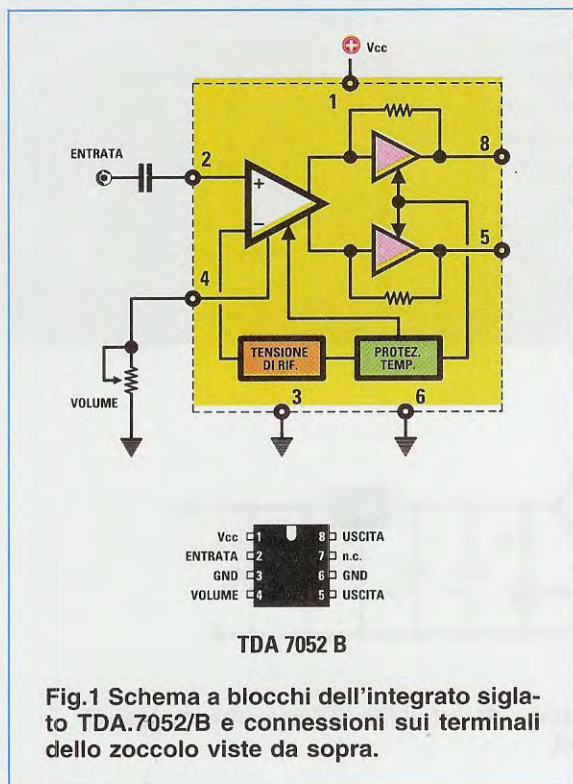 Vcc
1
ENTRATA
2
8
+
−
4
5
VOLUME
TENSIONE
DI RIF.
PROTEZ.
TEMP.
3
6
Vcc 1 8 USCITA
ENTRATA 2 7 n.c.
GND 3 6 GND
VOLUME 4 5 USCITA
TDA 7052 B
Fig.1 Schema a blocchi dell'integrato sigla-
to TDA.7052/B e connessioni sui terminali
dello zoccolo viste da sopra.